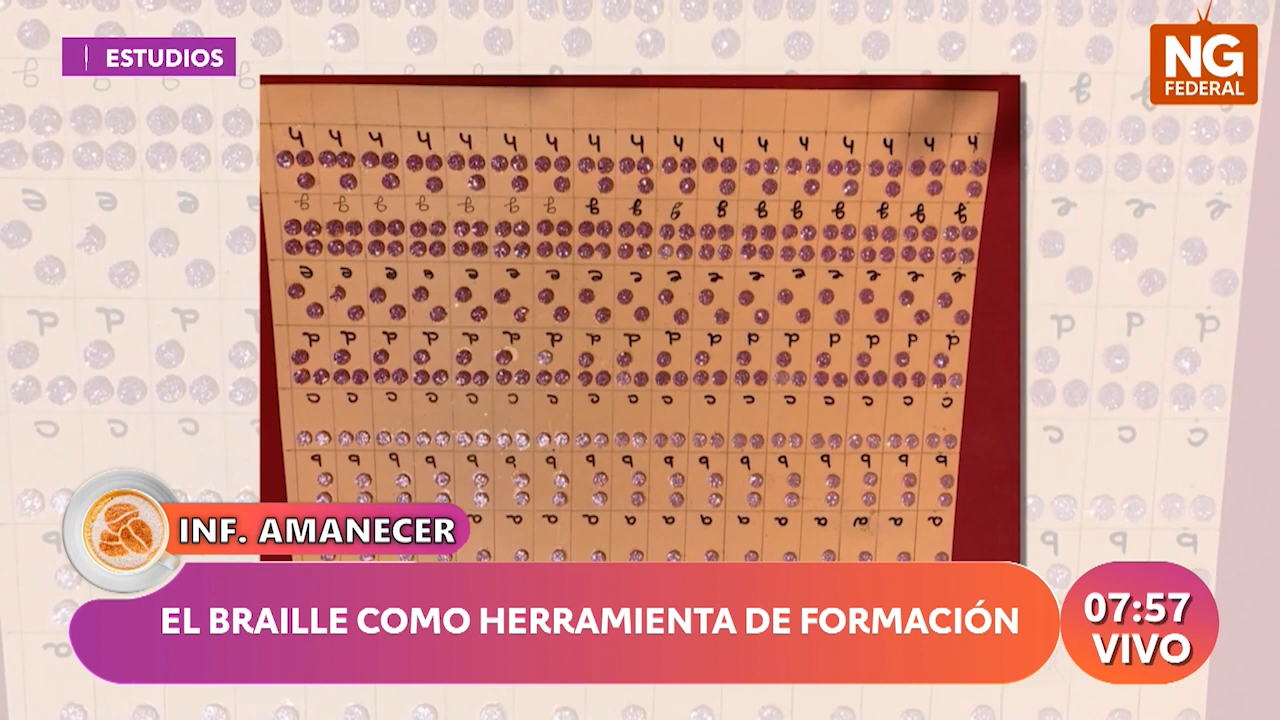 ESTUDIOS
NG
FEDERAL
h h h h h h h h h h h h h h h h h
g g g g g g g g g g g g g g g g g
e e e e e e e e e e e e e e e e e
d d d d d d d d d d d d d d d d d
c c c c c c c c c c c c c c c c c
b b b b b b b b b b b b b b b b b
a a a a a a a a a a a a a
INF. AMANECER
EL BRAILLE COMO HERRAMIENTA DE FORMACIÓN
07:57
VIVO